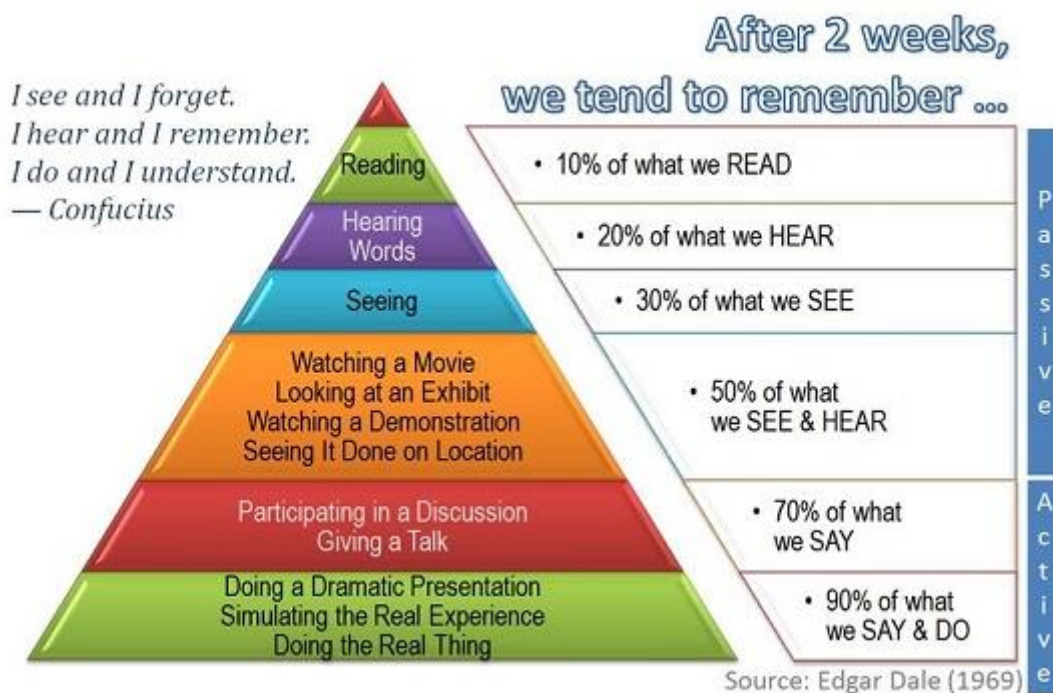 After 2 weeks,
we tend to remember ...
I see and I forget.
I hear and I remember.
I do and I understand.
— Confucius
Reading
• 10% of what we READ
Hearing
Words
• 20% of what we HEAR
Seeing
• 30% of what we SEE
Watching a Movie
Looking at an Exhibit
Watching a Demonstration
Seeing It Done on Location
• 50% of what
we SEE & HEAR
Passive
Participating in a Discussion
Giving a Talk
• 70% of what
we SAY
Doing a Dramatic Presentation
Simulating the Real Experience
Doing the Real Thing
• 90% of what
we SAY & DO
Active
Source: Edgar Dale (1969)